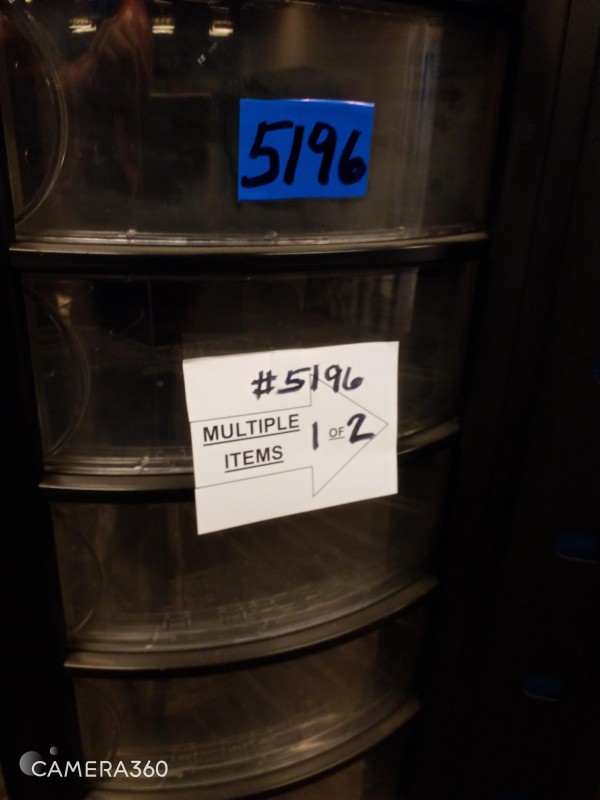 5196
#5196
MULTIPLE 1 OF 2
ITEMS
CAMERA360